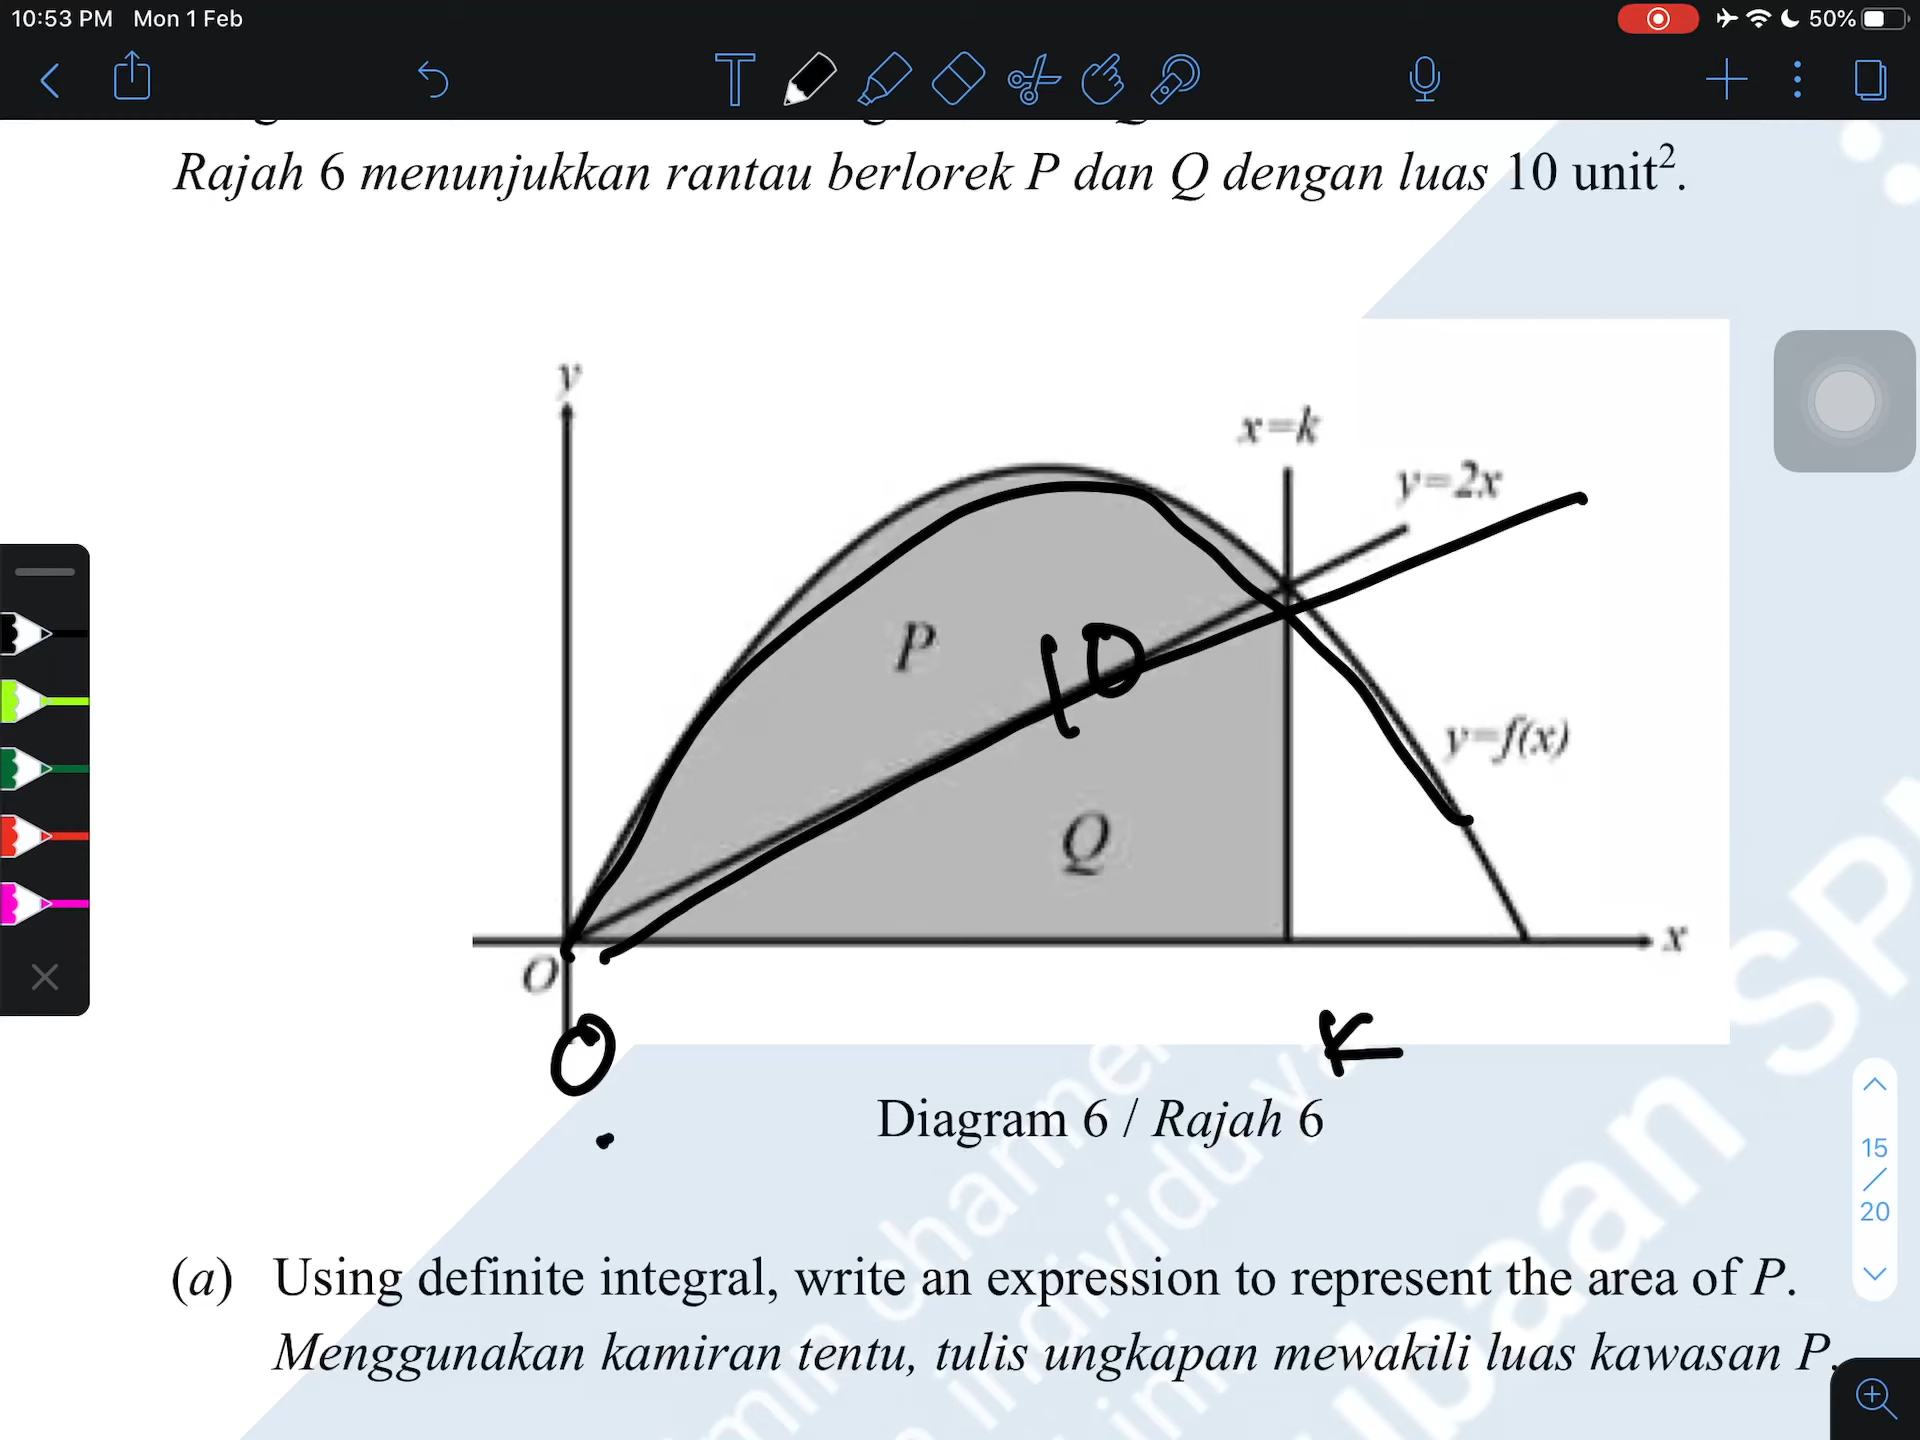 10:53 PM Mon 1 Feb
50%
Rajah 6 menunjukkan rantau berlorek P dan Q dengan luas 10 unit².
y
x=k
y=2x
P
10
y=f(x)
Q
x
O
0
K
Diagram 6 / Rajah 6
15
/
20
(a) Using definite integral, write an expression to represent the area of P.
Menggunakan kamiran tentu, tulis ungkapan mewakili luas kawasan P.